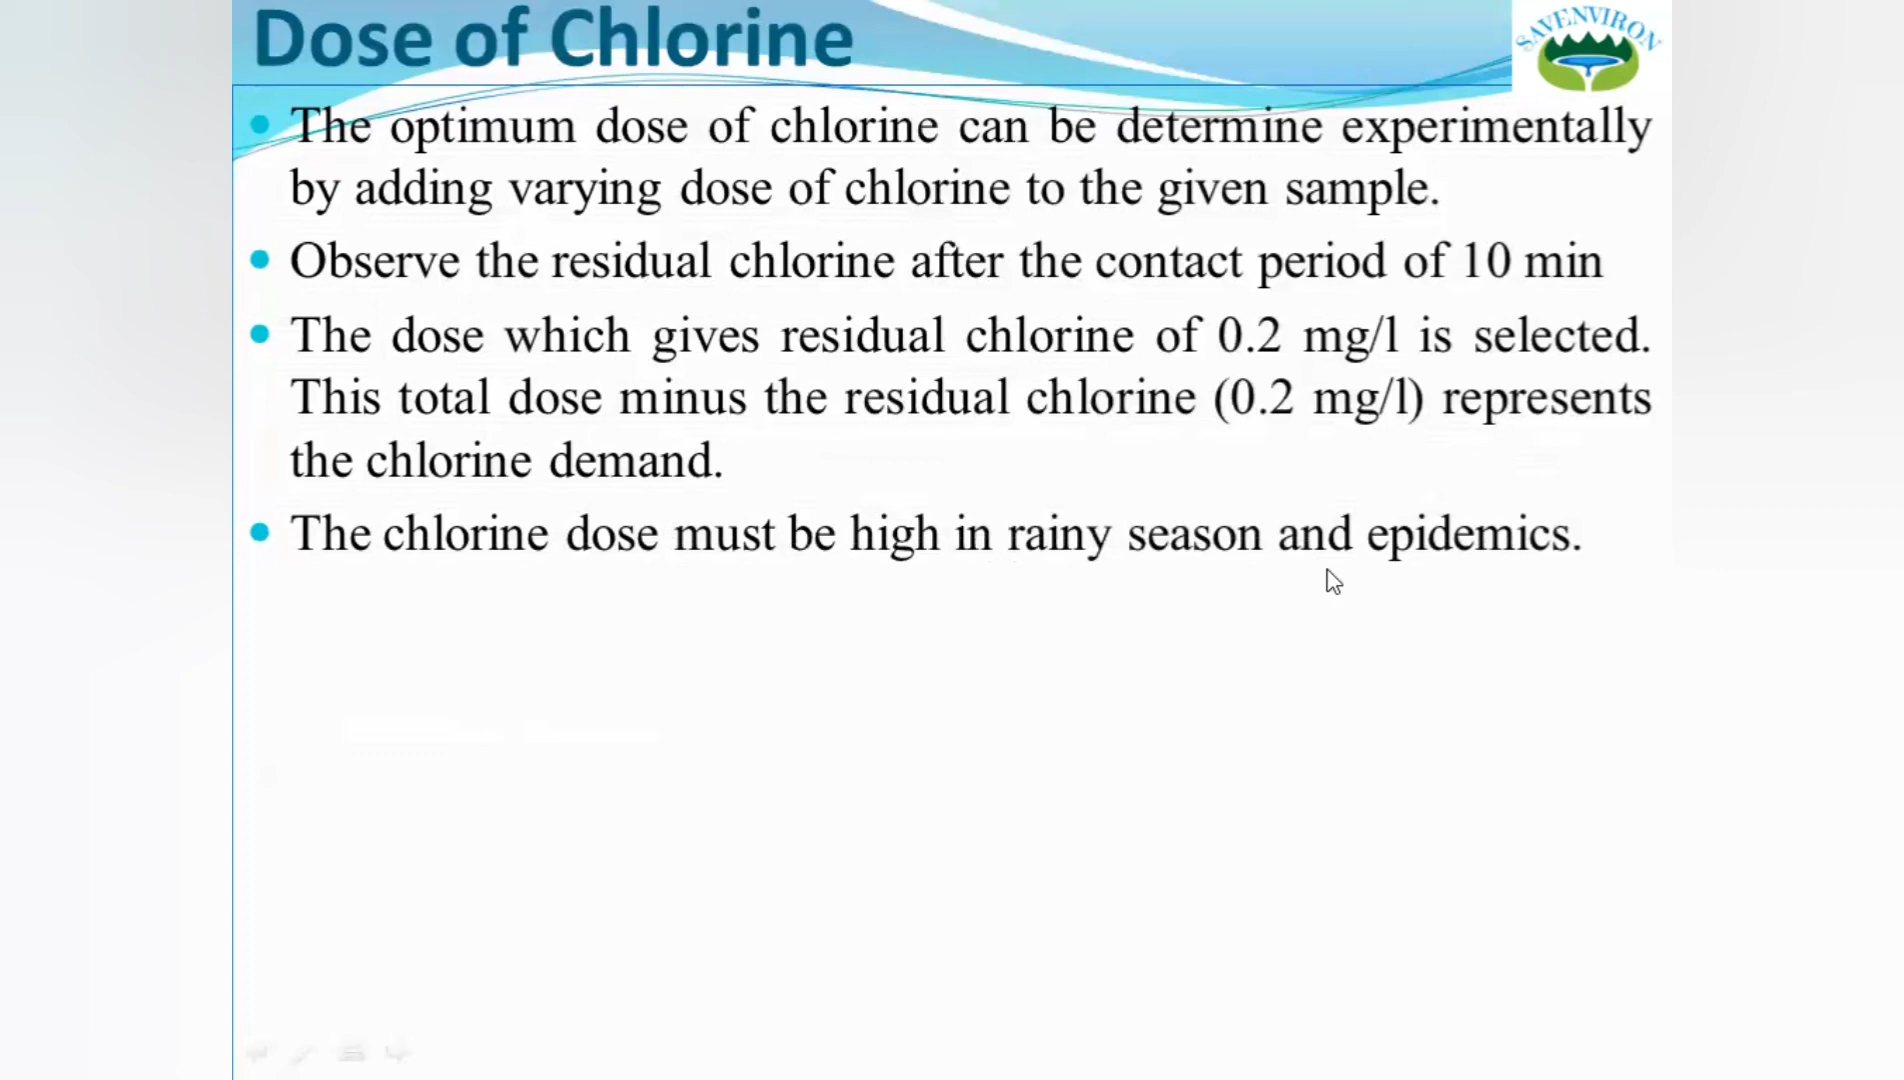 Dose of Chlorine
SAVENVIRON
The optimum dose of chlorine can be determine experimentally
by adding varying dose of chlorine to the given sample.
Observe the residual chlorine after the contact period of 10 min
The dose which gives residual chlorine of 0.2 mg/l is selected.
This total dose minus the residual chlorine (0.2 mg/l) represents
the chlorine demand.
The chlorine dose must be high in rainy season and epidemics.